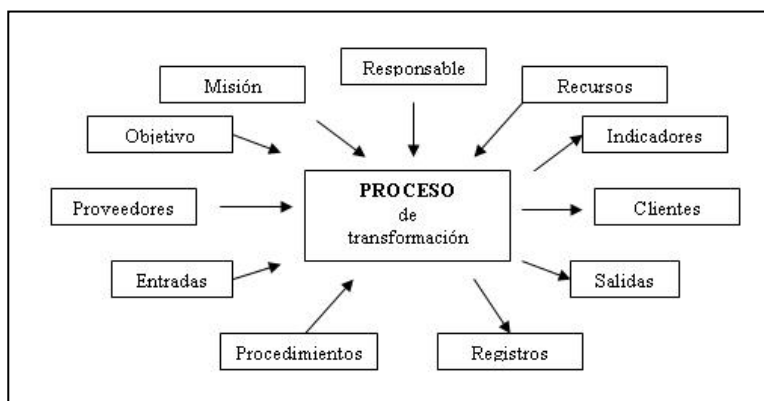 Responsable
Misión
Recursos
Objetivo
Indicadores
PROCESO
de
transformación
Proveedores
Clientes
Entradas
Salidas
Procedimientos
Registros